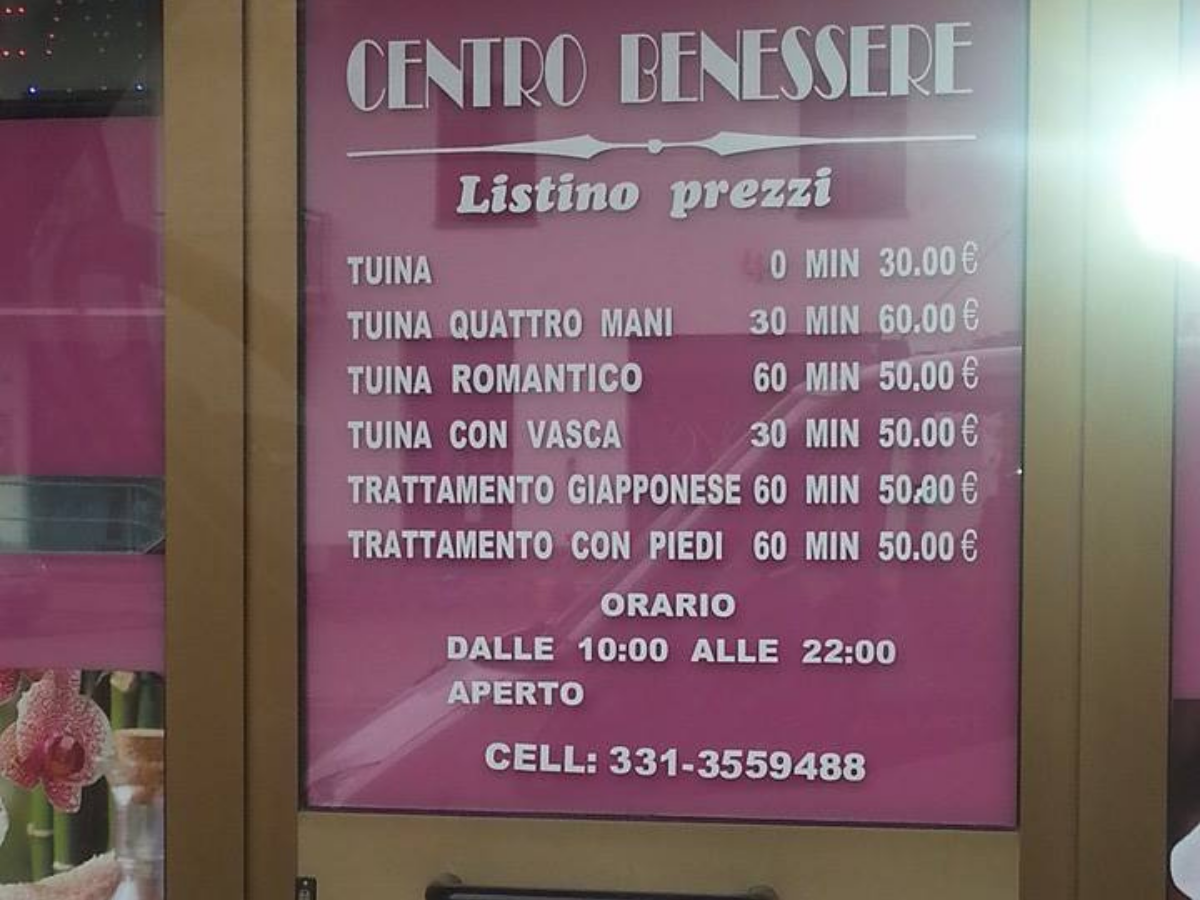 CENTRO BENESSERE
Listino prezzi
TUINA 0 MIN 30.00€
TUINA QUATTRO MANI 30 MIN 60.00€
TUINA ROMANTICO 60 MIN 50.00€
TUINA CON VASCA 30 MIN 50.00€
TRATTAMENTO GIAPPONESE 60 MIN 50.00€
TRATTAMENTO CON PIEDI 60 MIN 50.00€
ORARIO
DALLE 10:00 ALLE 22:00
APERTO
CELL: 331-3559488